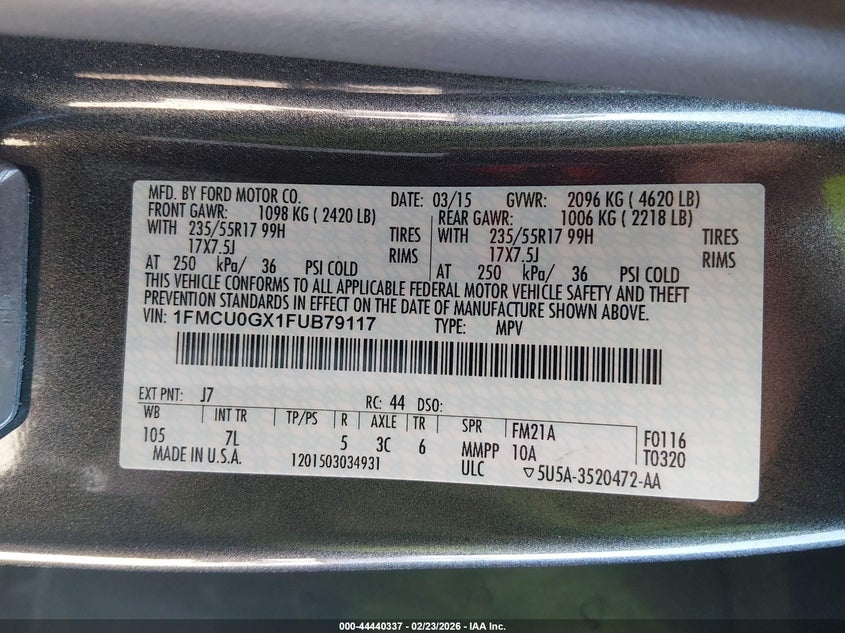 MFD. BY FORD MOTOR CO. DATE: 03/15 GVWR: 2096 KG ( 4620 LB)
FRONT GAWR: 1098 KG ( 2420 LB) REAR GAWR: 1006 KG ( 2218 LB)
WITH 235/55R17 99H TIRES WITH 235/55R17 99H TIRES
17X7.5J RIMS 17X7.5J RIMS
AT 250 kPa/ 36 PSI COLD AT 250 kPa/ 36 PSI COLD
THIS VEHICLE CONFORMS TO ALL APPLICABLE FEDERAL MOTOR VEHICLE SAFETY AND THEFT
PREVENTION STANDARDS IN EFFECT ON THE DATE OF MANUFACTURE SHOWN ABOVE.
VIN: 1FMCU0GX1FUB79117 TYPE: MPV
EXT PNT: J7 RC: 44 DSO:
WB INT TR TP/PS R AXLE TR SPR FM21A F0116
105 7L 5 3C 6 MMPP 10A T0320
MADE IN U.S.A. 1201503034931 ULC ▽5U5A-3520472-AA
000-44440337 - 02/23/2026 - IAA Inc.